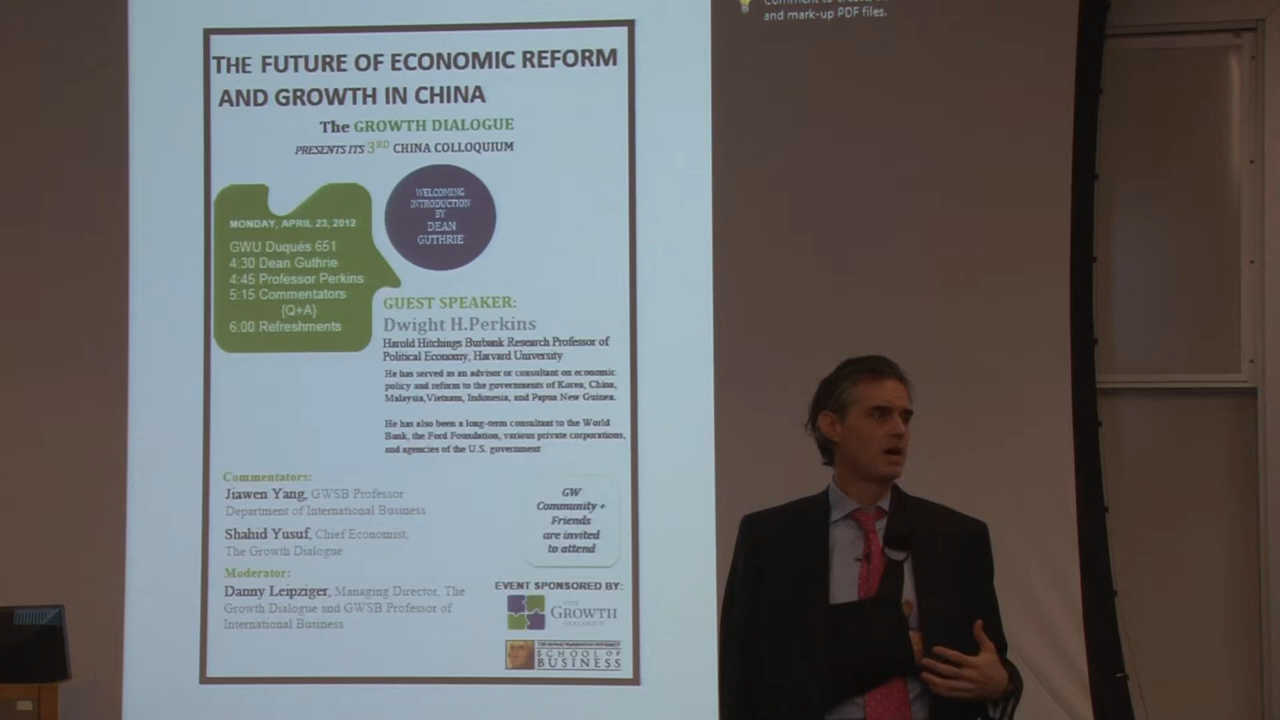 Comment to create,
and mark-up PDF files.
THE FUTURE OF ECONOMIC REFORM
AND GROWTH IN CHINA
The GROWTH DIALOGUE
PRESENTS ITS 3RD CHINA COLLOQUIUM
MONDAY, APRIL 23, 2012
GWU Duqués 651
4:30 Dean Guthrie
4:45 Professor Perkins
5:15 Commentators
{Q+A}
6:00 Refreshments
WELCOMING
INTRODUCTION
BY
DEAN
GUTHRIE
GUEST SPEAKER:
Dwight H.Perkins
Harold Hitchings Burbank Research Professor of
Political Economy, Harvard University
He has served as an advisor or consultant on economic
policy and reform to the governments of Korea, China,
Malaysia,Vietnam, Indonesia, and Papua New Guinea.
He has also been a long-term consultant to the World
Bank, the Ford Foundation, various private corporations,
and agencies of the U.S. government
Commentators:
Jiawen Yang, GWSB Professor
Department of International Business
Shahid Yusuf, Chief Economist,
The Growth Dialogue
Moderator:
Danny Leipziger, Managing Director, The
Growth Dialogue and GWSB Professor of
International Business
GW
Community +
Friends
are invited
to attend
EVENT SPONSORED BY:
THE
GROWTH
DIALOGUE
SCHOOL OF
BUSINESS